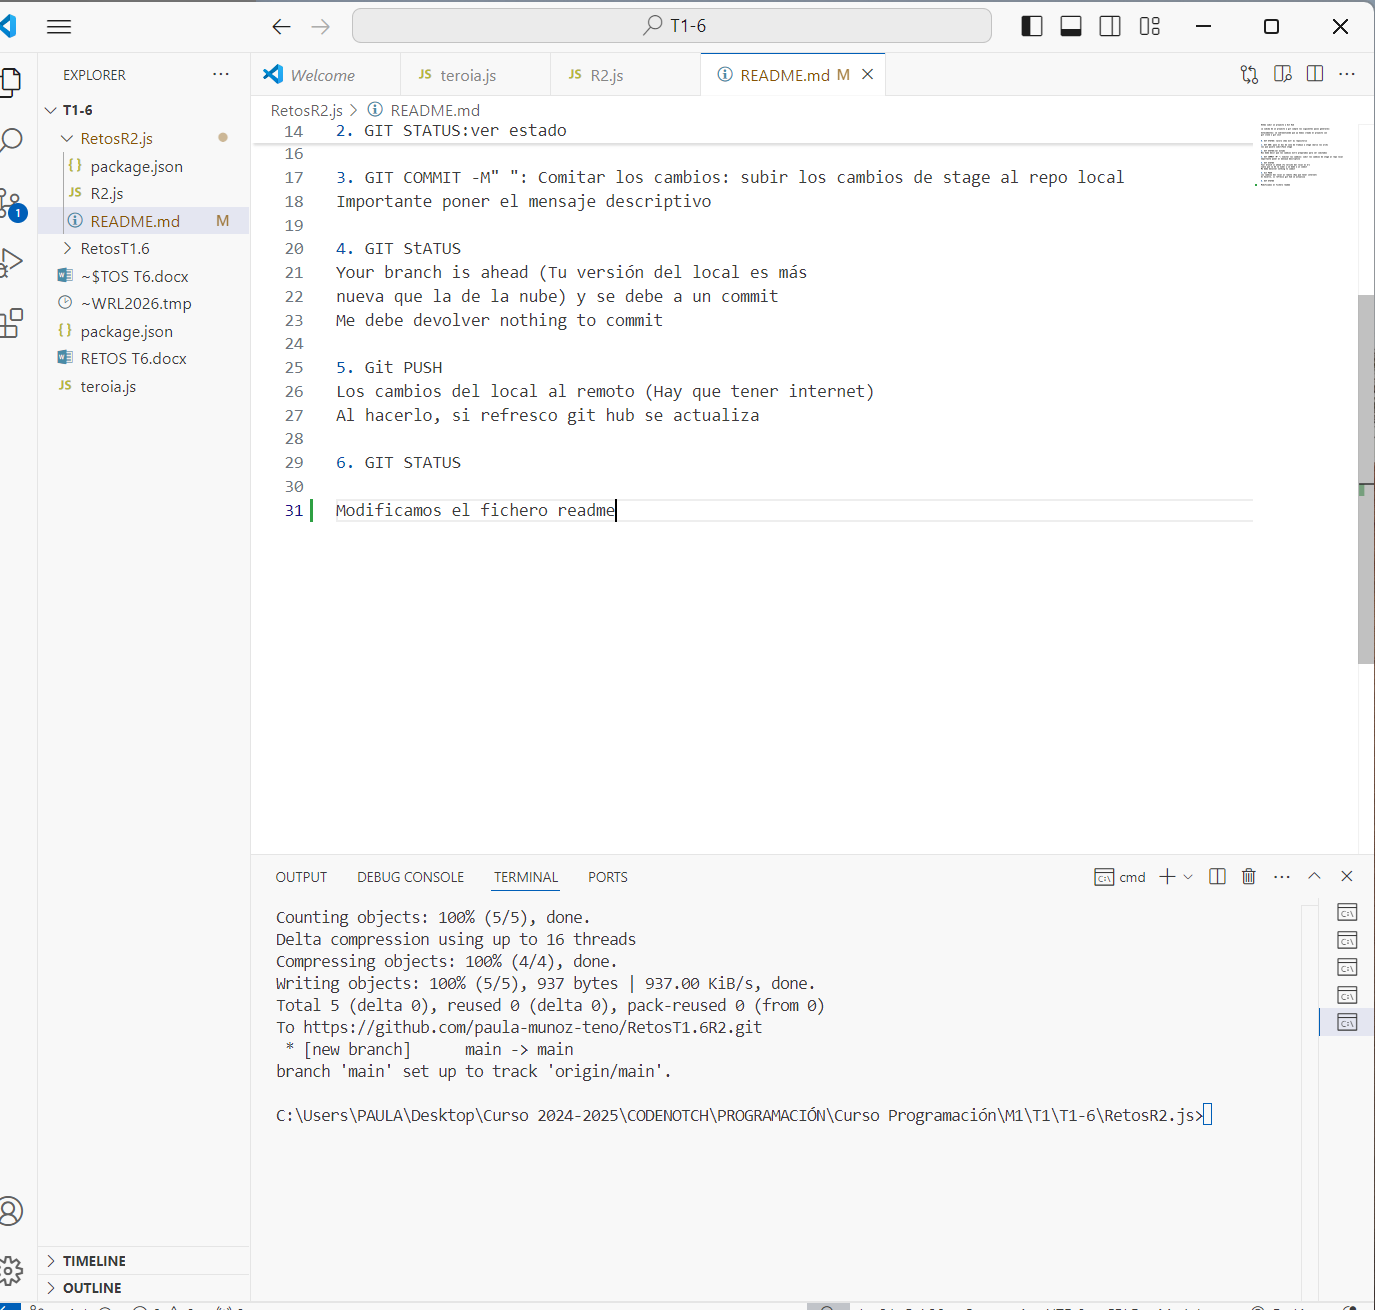 T1-6
EXPLORER
Welcome
JS teroia.js
JS R2.js
README.md M
T1-6
RetosR2.js > README.md
RetosR2.js
{} package.json
JS R2.js
README.md M
RetosT1.6
~$TOS T6.docx
~WRL2026.tmp
{} package.json
RETOS T6.docx
JS teroia.js
1
14 2. GIT STATUS:ver estado
16
17 3. GIT COMMIT -M" ": Comitar los cambios: subir los cambios de stage al repo local
18 Importante poner el mensaje descriptivo
19
20 4. GIT StATUS
21 Your branch is ahead (Tu versión del local es más
22 nueva que la de la nube) y se debe a un commit
23 Me debe devolver nothing to commit
24
25 5. Git PUSH
26 Los cambios del local al remoto (Hay que tener internet)
27 Al hacerlo, si refresco git hub se actualiza
28
29 6. GIT STATUS
30
31 Modificamos el fichero readme
OUTPUT DEBUG CONSOLE TERMINAL PORTS
cmd
Counting objects: 100% (5/5), done.
Delta compression using up to 16 threads
Compressing objects: 100% (4/4), done.
Writing objects: 100% (5/5), 937 bytes | 937.00 KiB/s, done.
Total 5 (delta 0), reused 0 (delta 0), pack-reused 0 (from 0)
To https://github.com/paula-munoz-teno/RetosT1.6R2.git
* [new branch] main -> main
branch 'main' set up to track 'origin/main'.
C:\Users\PAULA\Desktop\Curso 2024-2025\CODENOTCH\PROGRAMACIÓN\Curso Programación\M1\T1\T1-6\RetosR2.js>
TIMELINE
OUTLINE